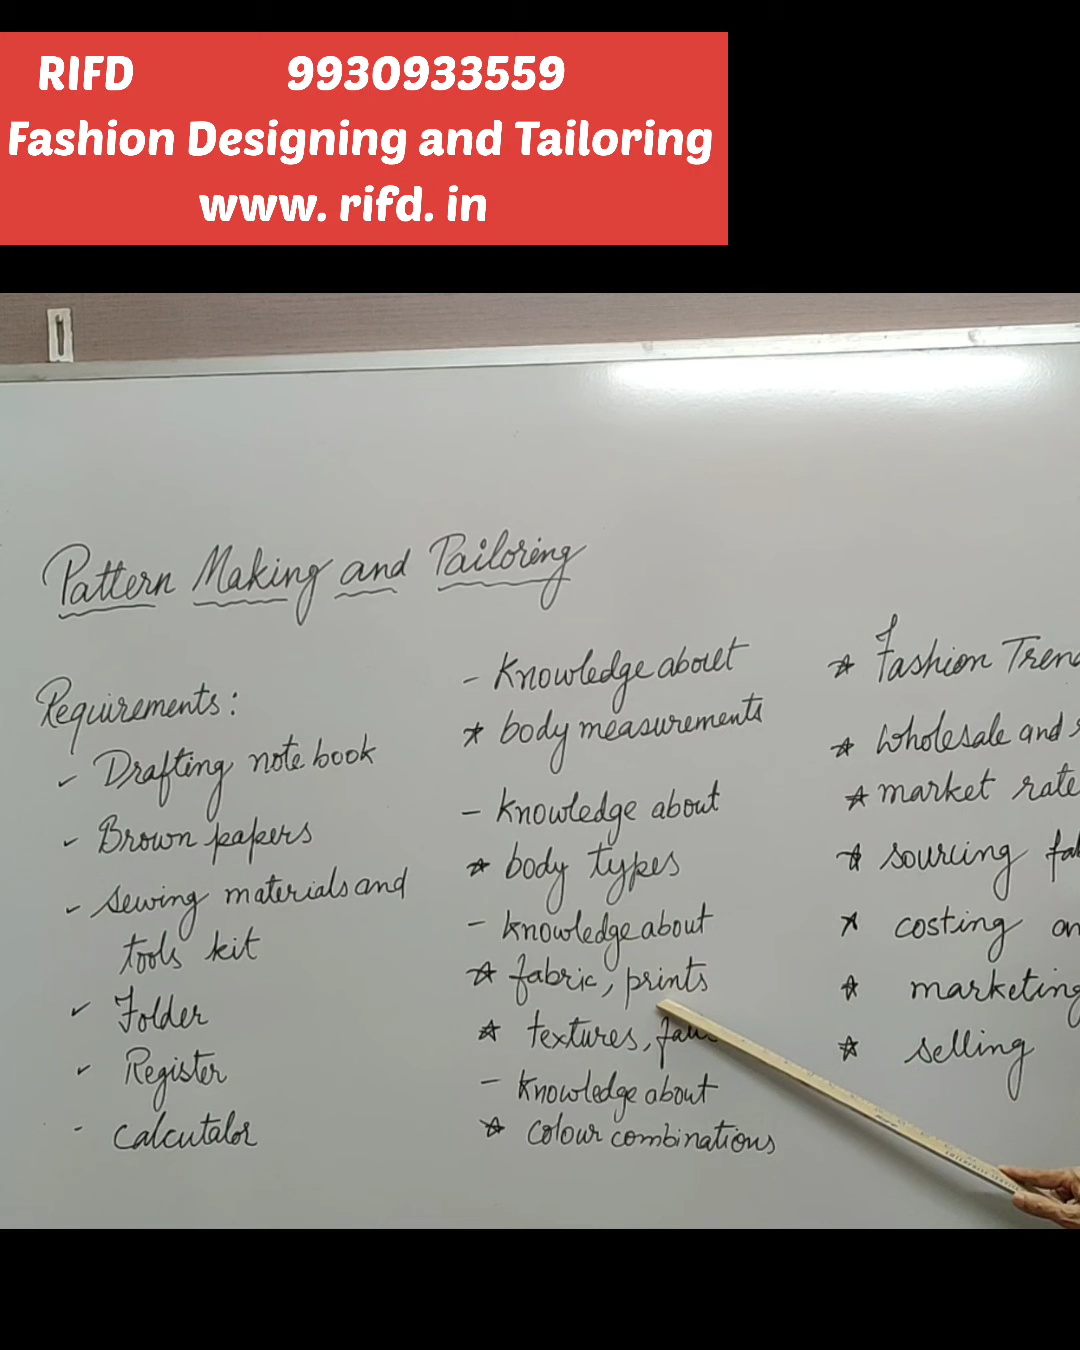 RIFD 9930933559
Fashion Designing and Tailoring
www. rifd. in
Pattern Making and Tailoring
Requirements:
- Drafting note book
- Brown papers
- Sewing materials and
tools kit
- Folder
- Register
- Calcutalor
- Knowledge about
* body measurements
- Knowledge about
* body types
- Knowledge about
* fabric, prints
* textures,
- Knowledge about
* colour combinations
* Fashion
* Wholesale and
* market rate
* sourcing
* costing
* marketing
* selling